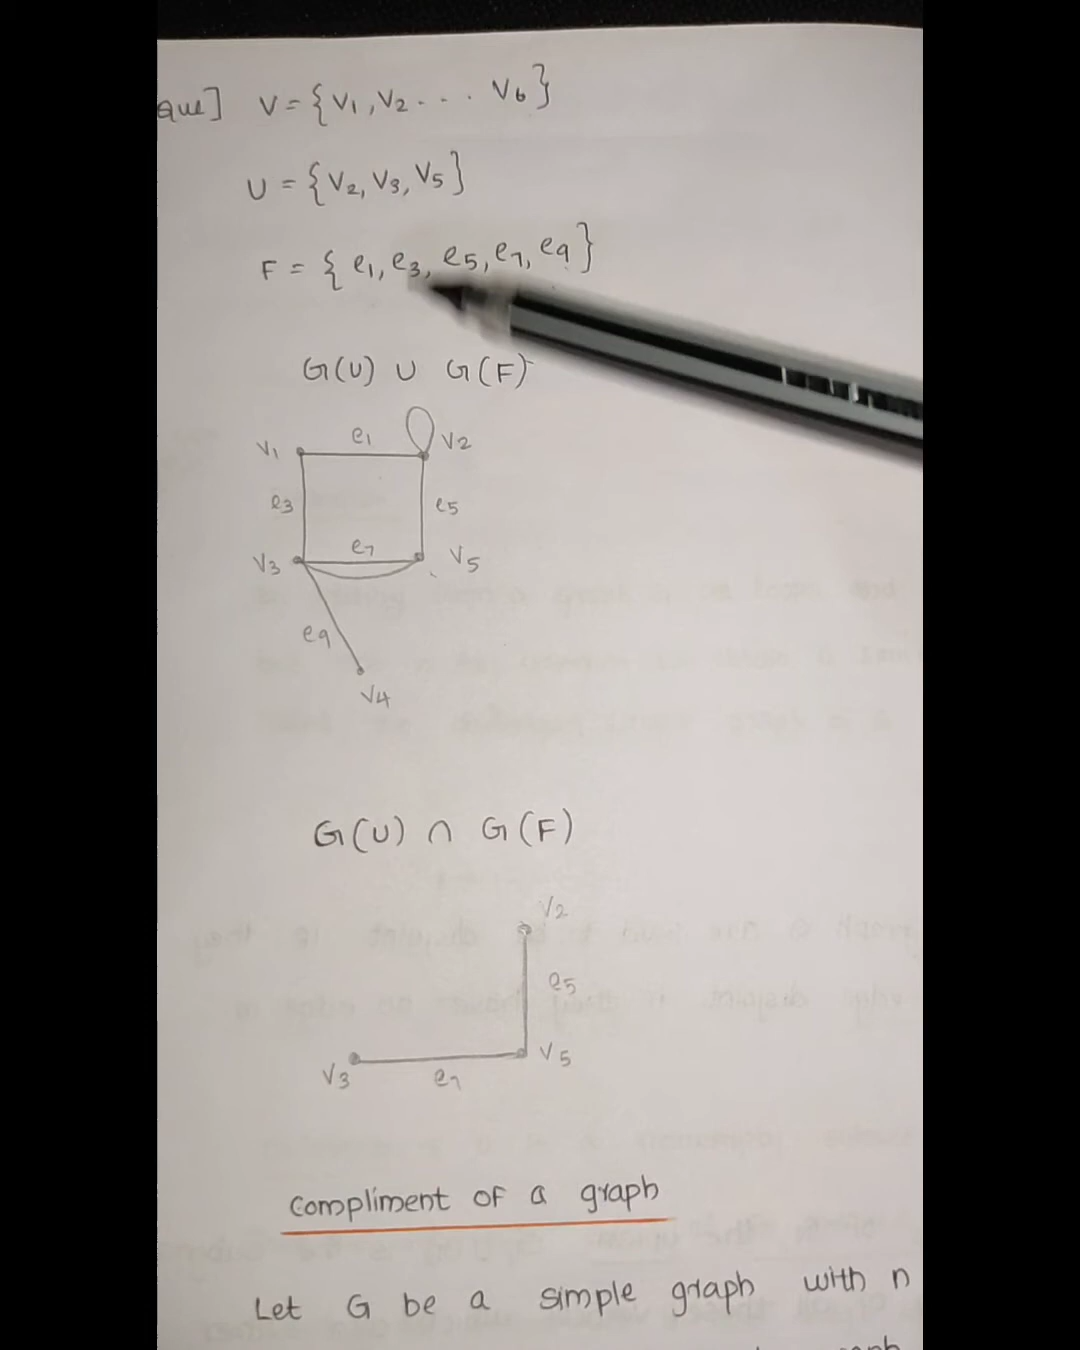 que] V = {V1, V2 . . . V6}
U = {V2, V3, V5}
F = { e1, e3, e5, e7, e9 }
G(U) ∪ G(F)
V1 e1 V2
e3 e5
V3 e7 V5
e9
V4
G(U) ∩ G(F)
V2
e5
V5
V3 e7
Compliment of a graph
Let G be a simple graph with n